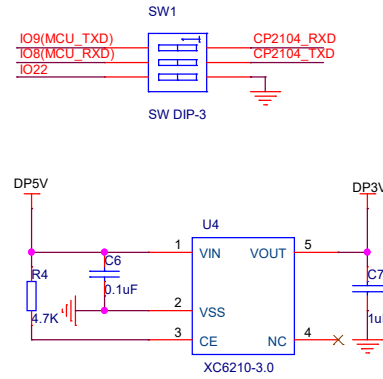 SW1
IO9(MCU_TXD) CP2104_RXD
IO8(MCU_RXD) CP2104_TXD
IO22
SW DIP-3
DP5V DP3V
U4
1 VIN VOUT 5
R4 C6 C7
0.1uF
2 VSS
4.7K 1u
3 CE NC 4
XC6210-3.0